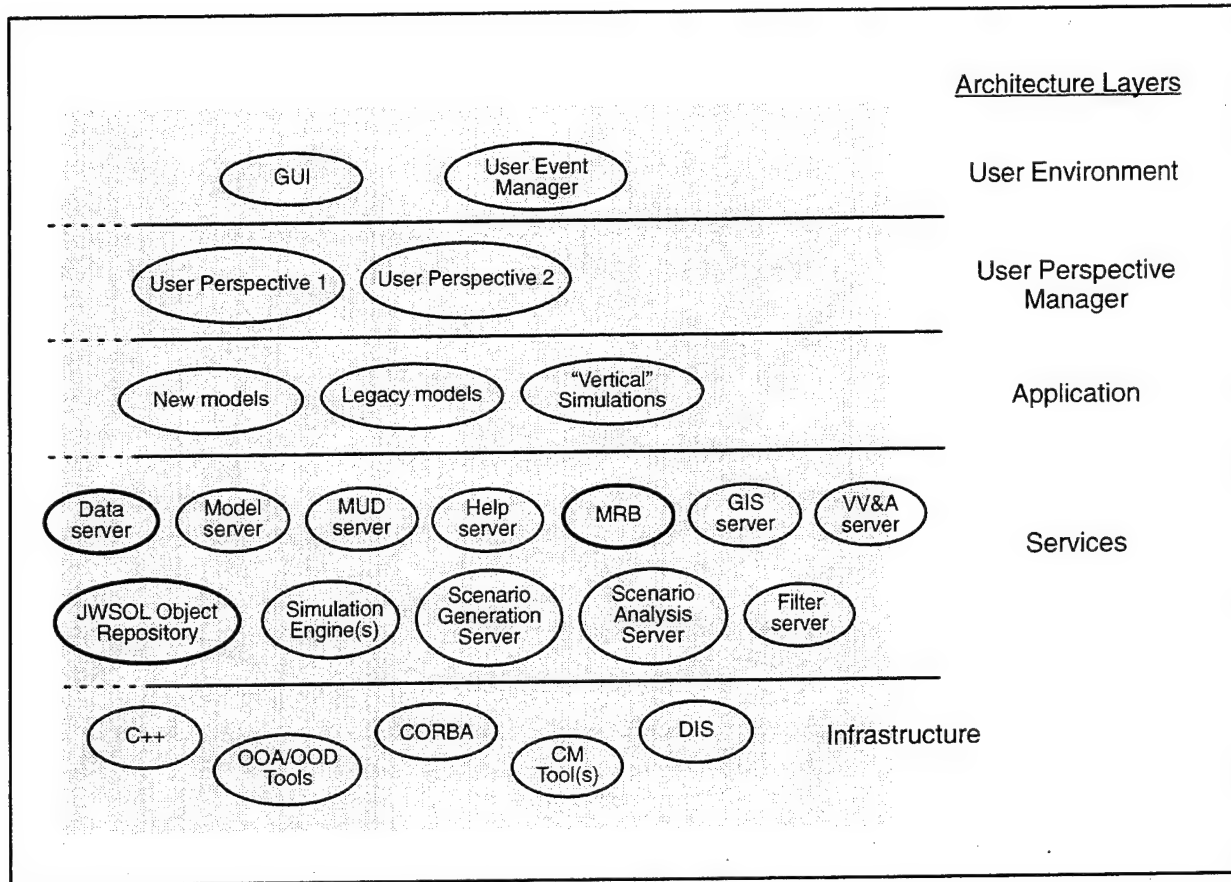 Architecture Layers
GUI
User Event
Manager
User Environment
User Perspective 1
User Perspective 2
User Perspective
Manager
New models
Legacy models
"Vertical"
Simulations
Application
Data
server
Model
server
MUD
server
Help
server
MRB
GIS
server
VV&A
server
Services
JWSOL Object
Repository
Simulation
Engine(s)
Scenario
Generation
Server
Scenario
Analysis
Server
Filter
server
C++
OOA/OOD
Tools
CORBA
CM
Tool(s)
DIS
Infrastructure